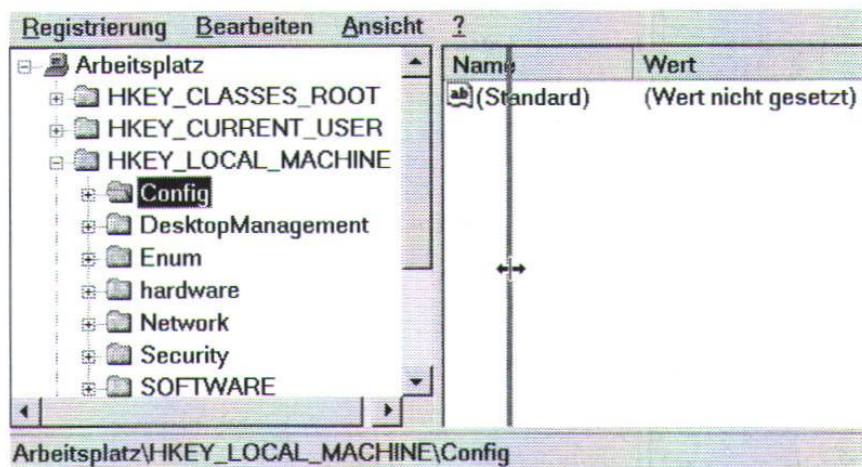 Registrierung Bearbeiten Ansicht ?
Arbeitsplatz
HKEY_CLASSES_ROOT
HKEY_CURRENT_USER
HKEY_LOCAL_MACHINE
Config
DesktopManagement
Enum
hardware
Network
Security
SOFTWARE
Name Wert
ab (Standard) (Wert nicht gesetzt)
Arbeitsplatz\HKEY_LOCAL_MACHINE\Config